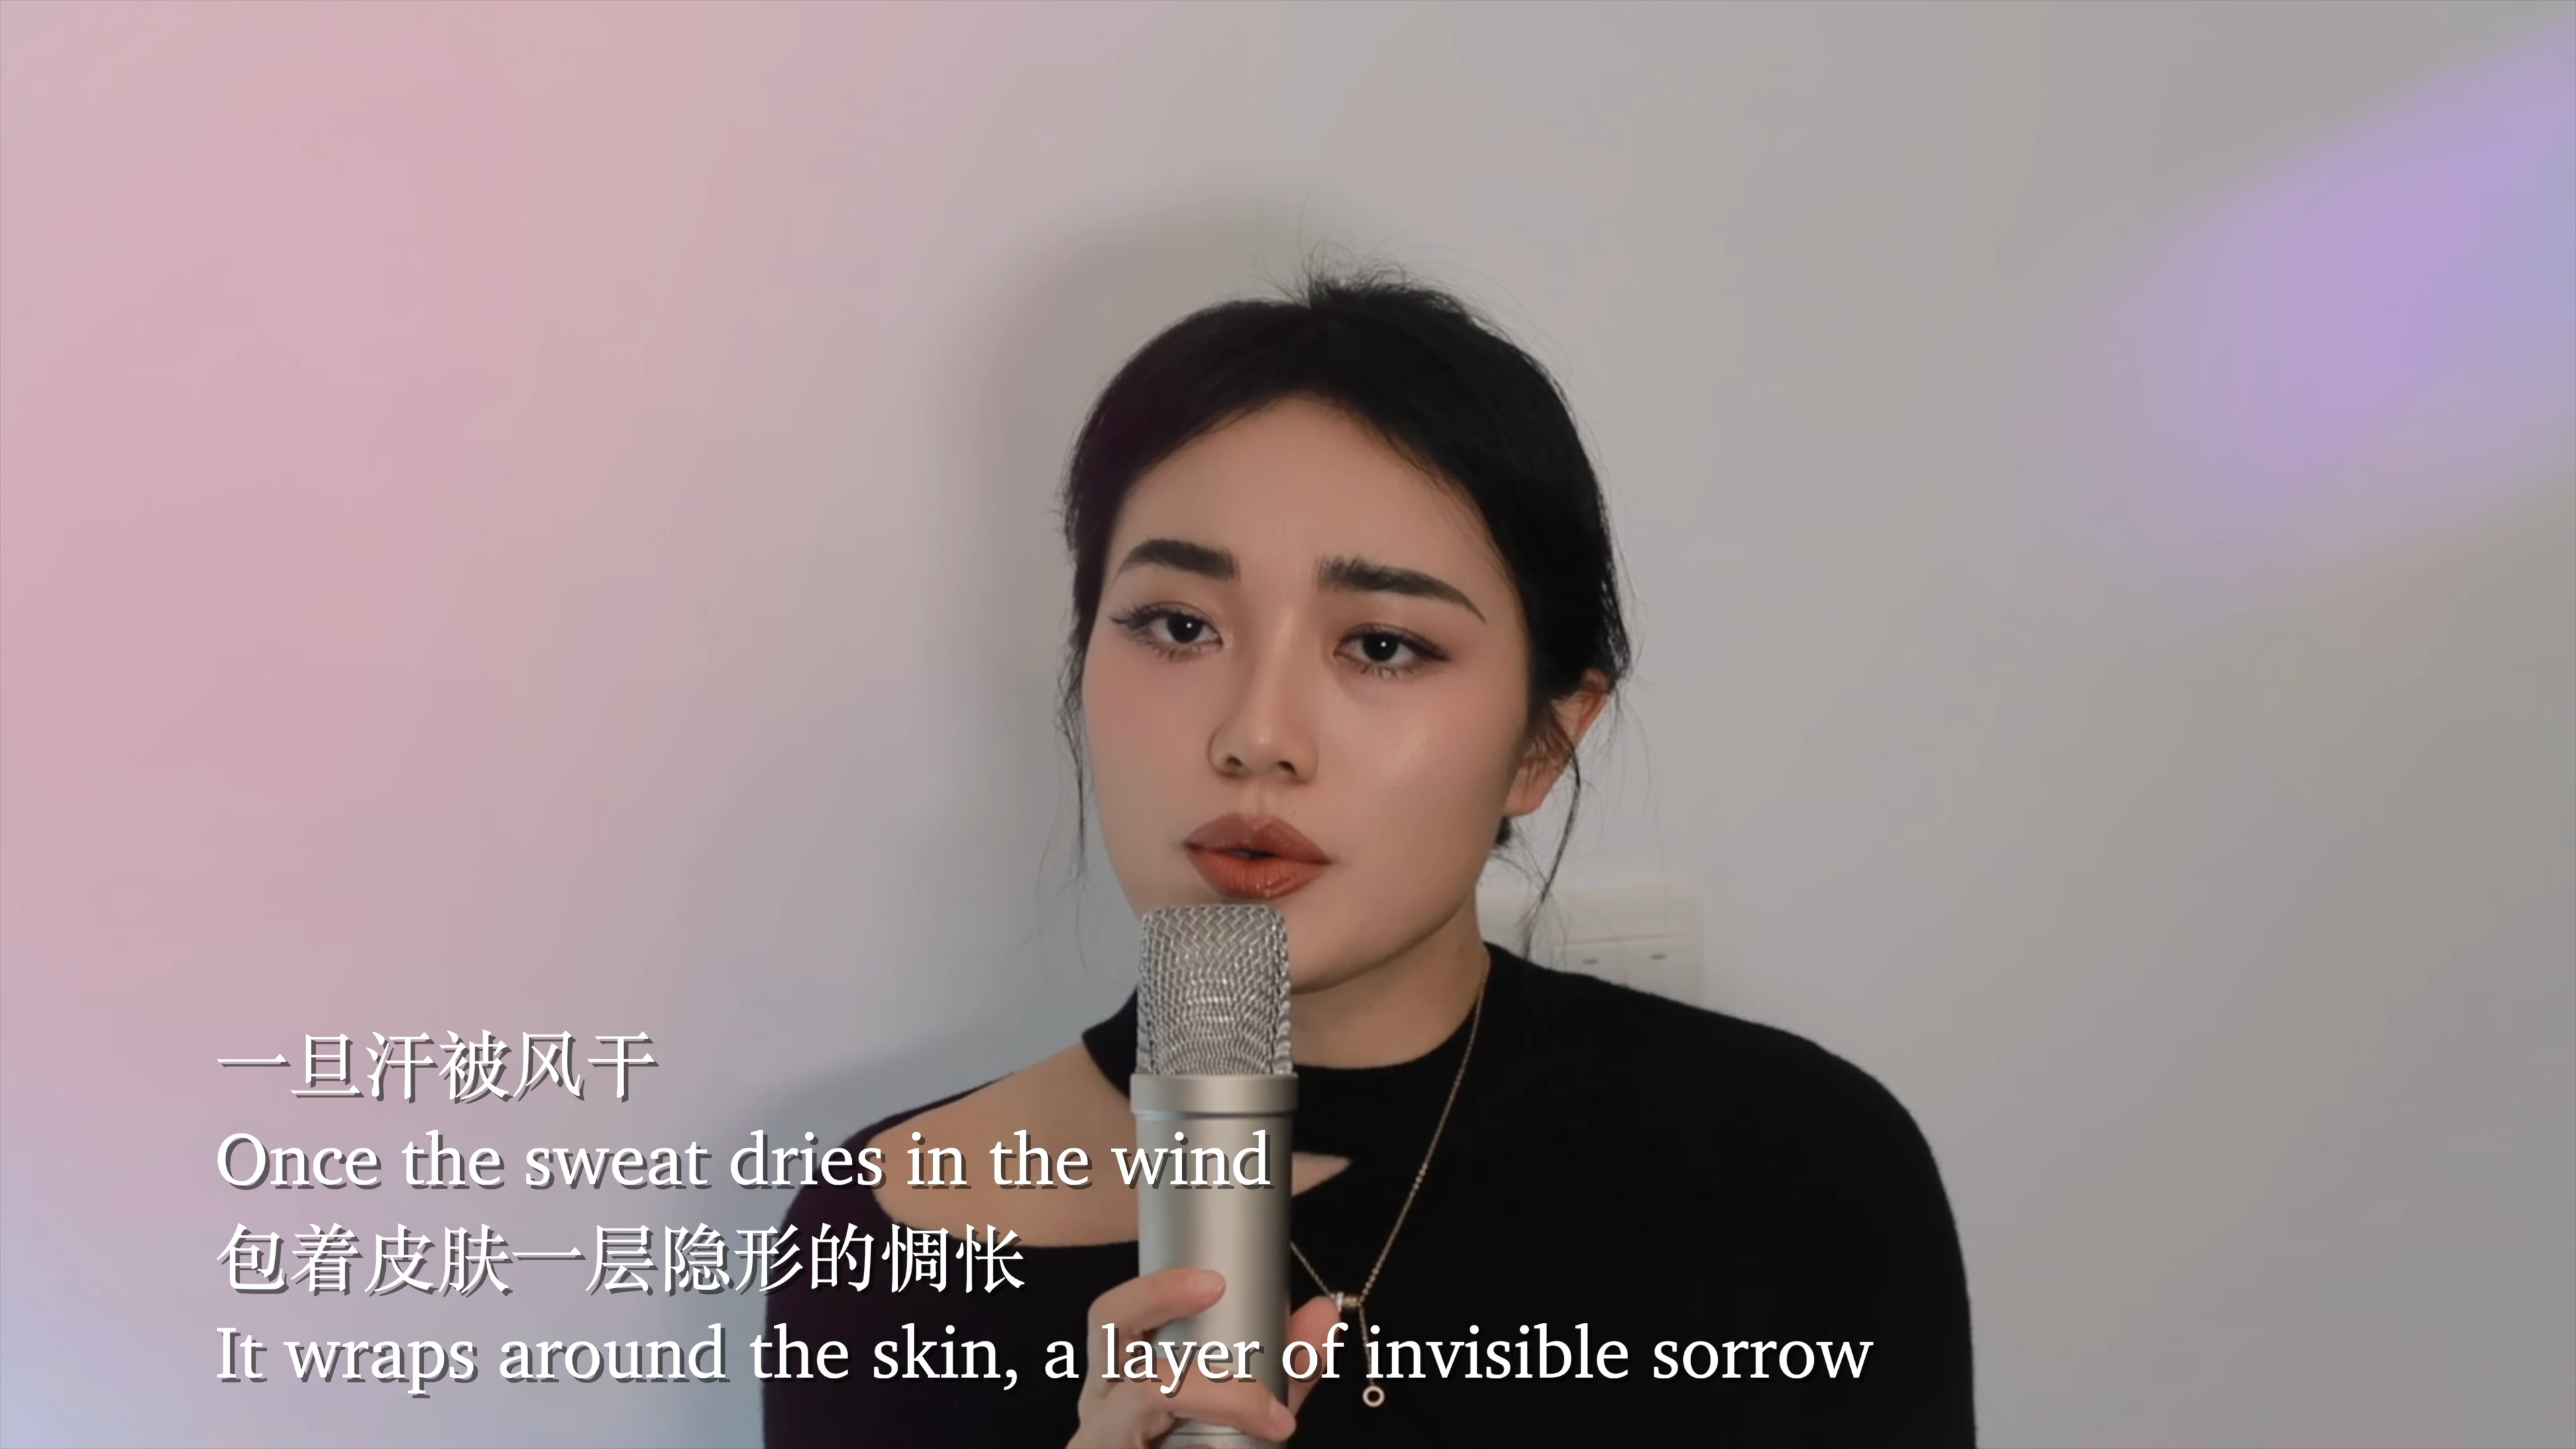 一旦汗被风干
Once the sweat dries in the wind
包着皮肤一层隐形的惆怅
It wraps around the skin, a layer of invisible sorrow